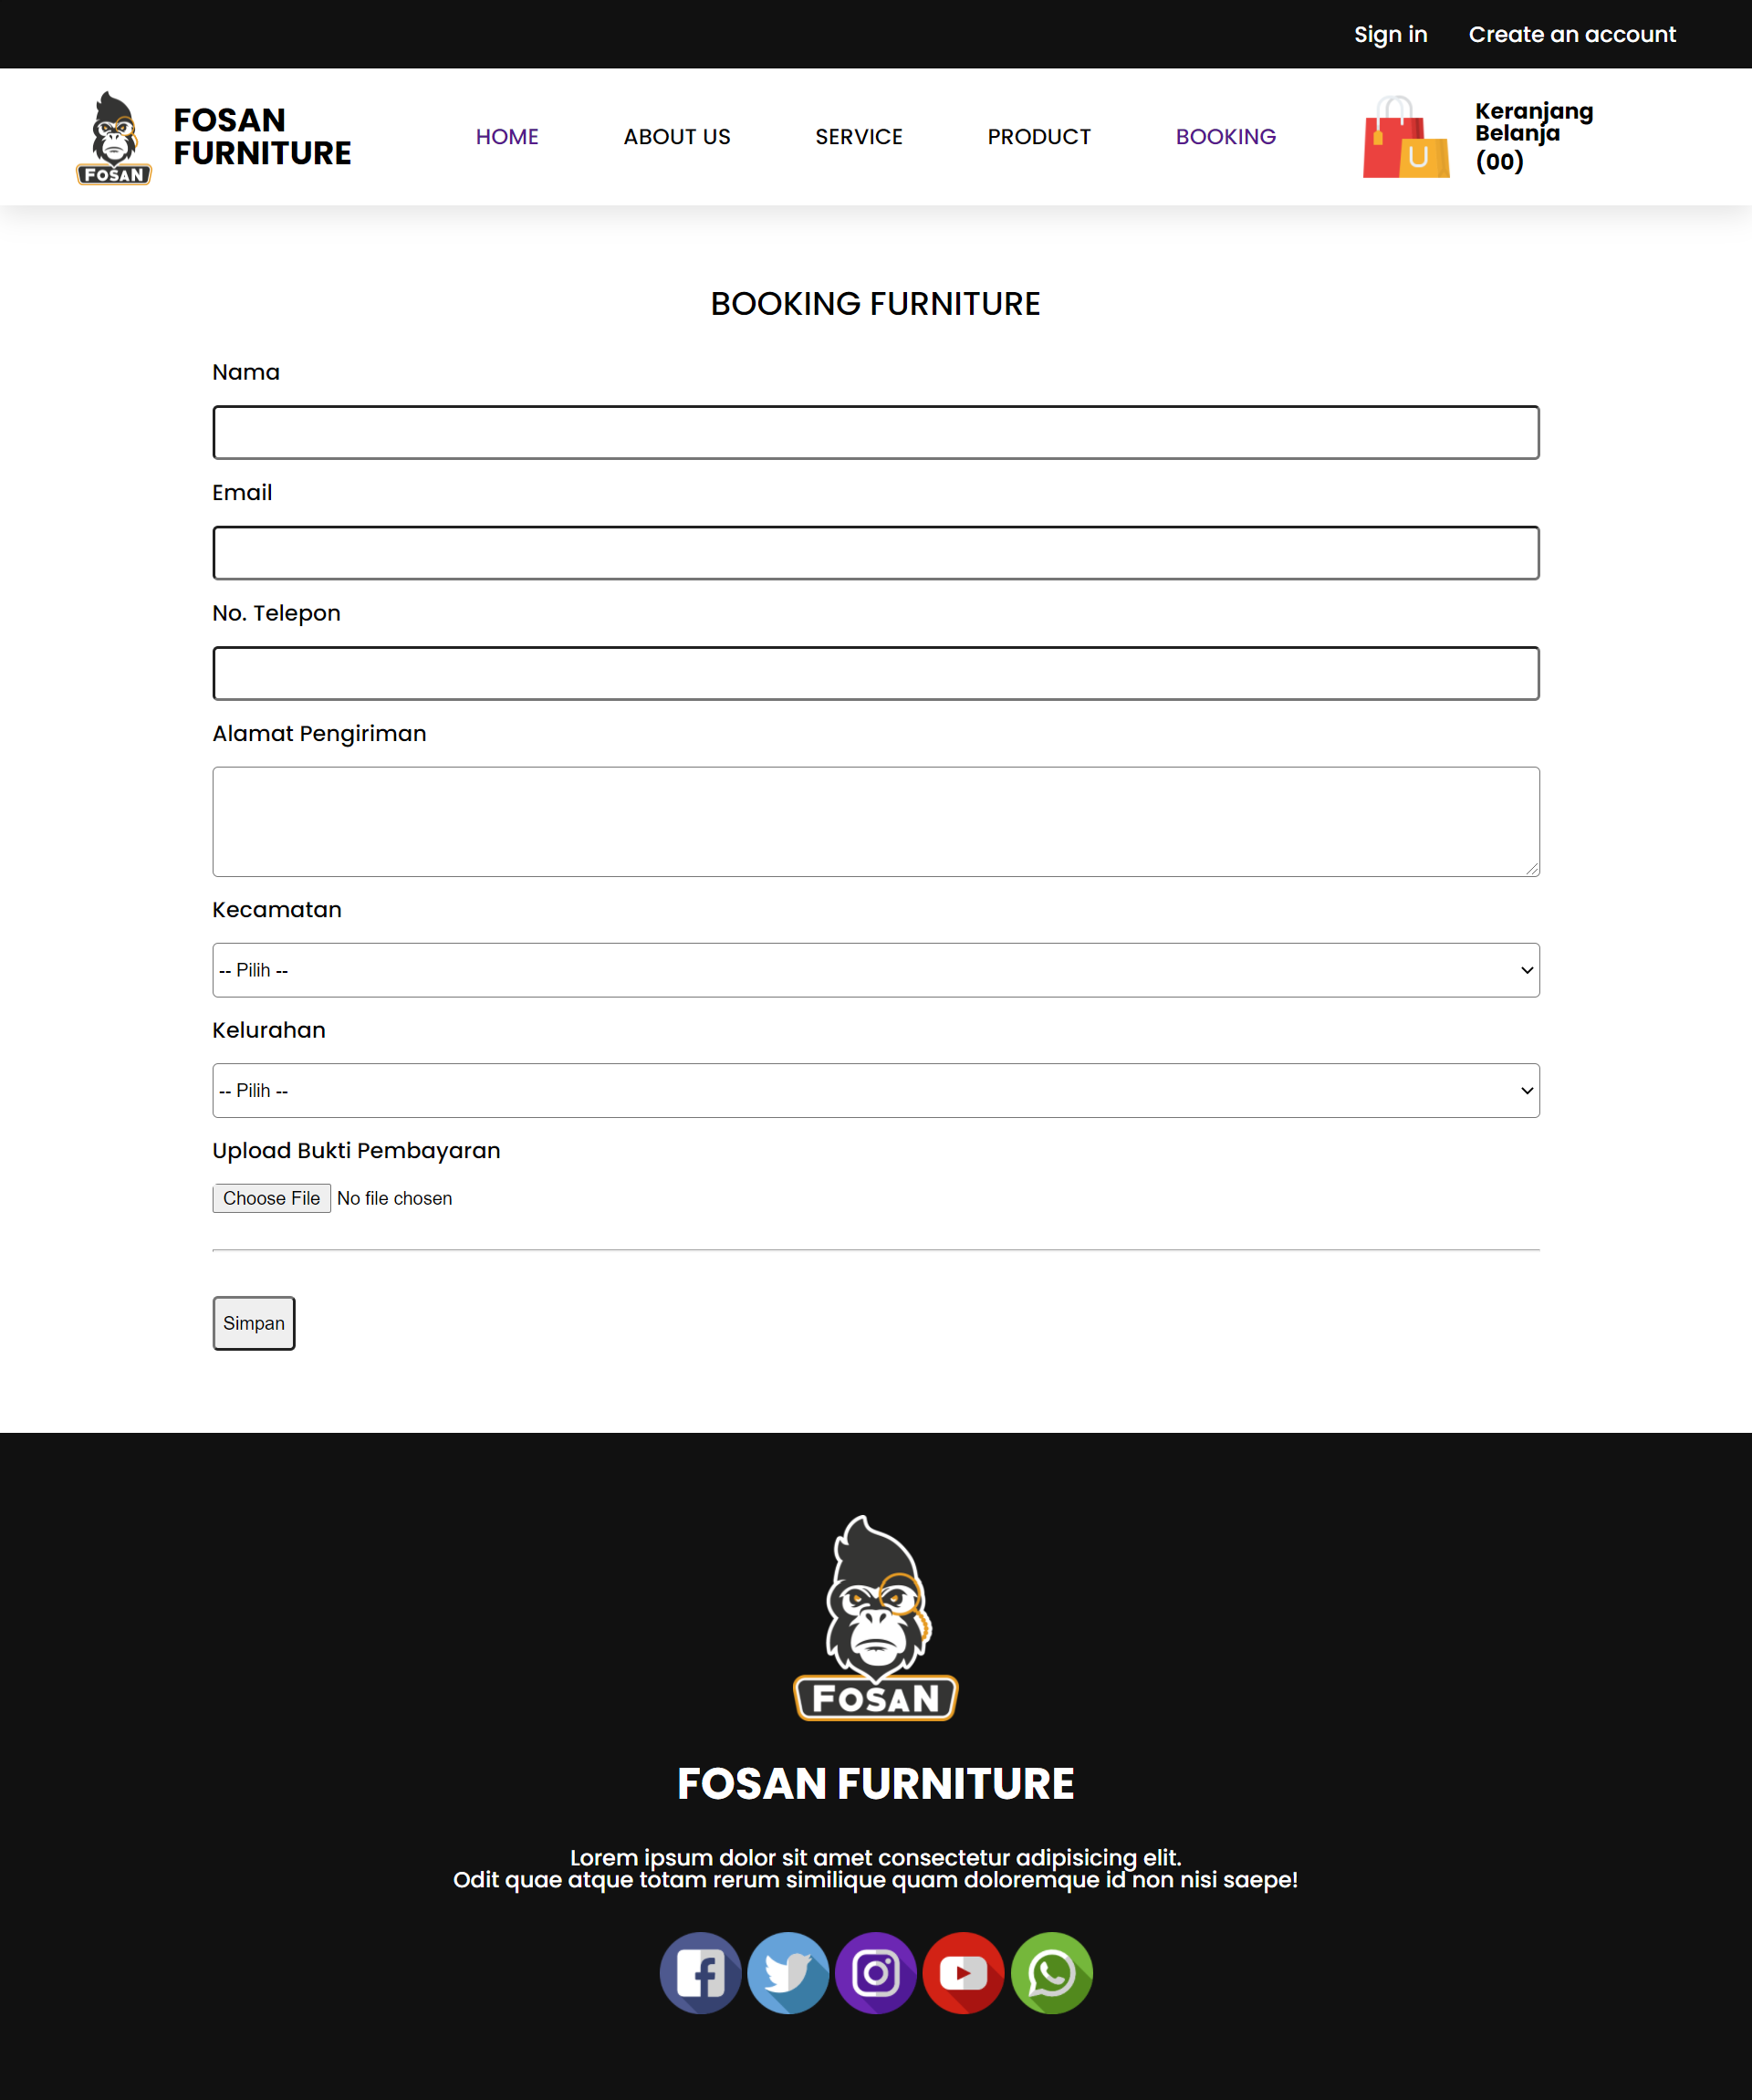 Sign in Create an account
FOSAN
FURNITURE
FOSAN
HOME ABOUT US SERVICE PRODUCT BOOKING
Keranjang
Belanja
(00)
U
BOOKING FURNITURE
Nama
Email
No. Telepon
Alamat Pengiriman
Kecamatan
-- Pilih --
Kelurahan
-- Pilih --
Upload Bukti Pembayaran
Choose File No file chosen
Simpan
FOSAN
FOSAN FURNITURE
Lorem ipsum dolor sit amet consectetur adipisicing elit.
Odit quae atque totam rerum similique quam doloremque id non nisi saepe!